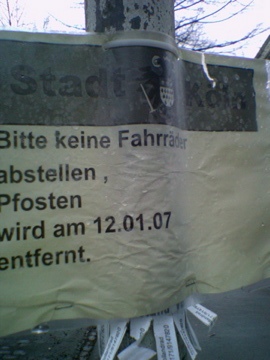 Stadt Köln
Bitte keine Fahrräder
abstellen ,
Pfosten
wird am 12.01.07
entfernt.